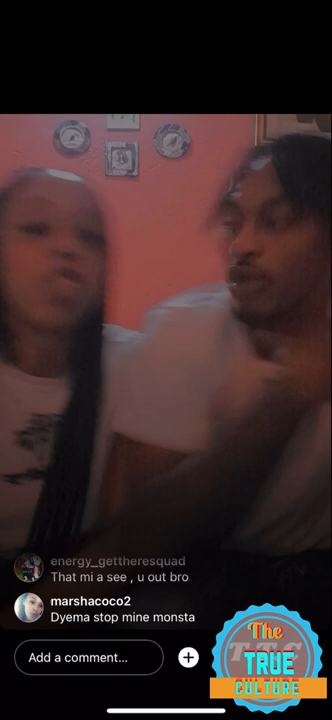 energy_gettheresquad
That mi a see , u out bro
marshacoco2
Dyema stop mine monsta
Add a comment...
The
TRUE
CULTURE